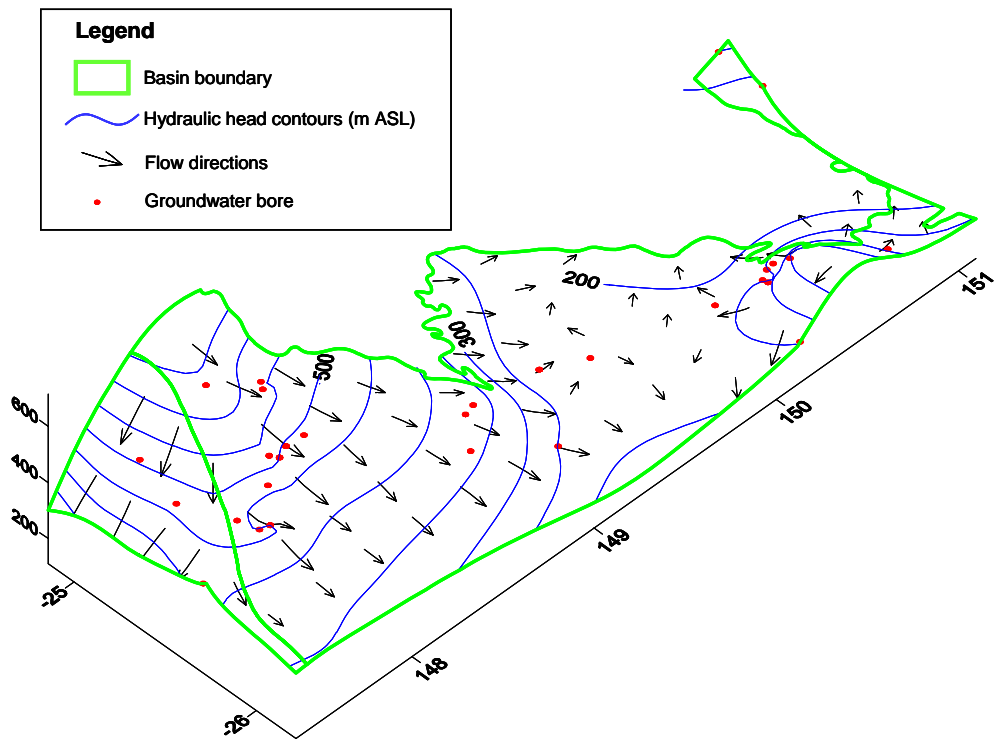 Legend
Basin boundary
Hydraulic head contours (m ASL)
Flow directions
Groundwater bore
200
300
500
600
400
200
151
150
149
148
-25
-26